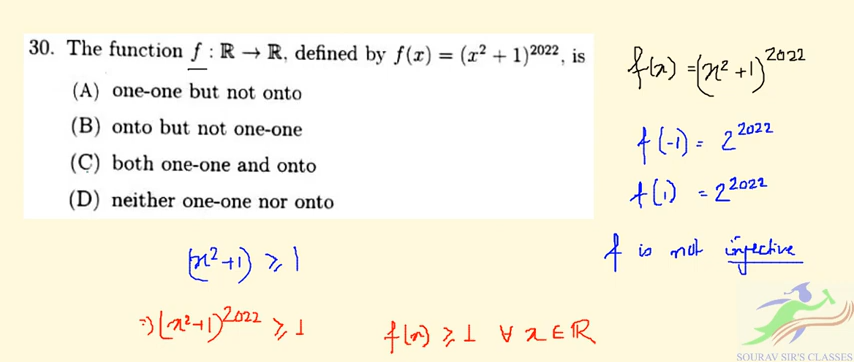 30. The function f : ℝ → ℝ, defined by f(x) = (x² + 1)²⁰²², is
(A) one-one but not onto
(B) onto but not one-one
(C) both one-one and onto
(D) neither one-one nor onto
f(x) = (x² + 1)²⁰²²
f(-1) = 2²⁰²²
f(1) = 2²⁰²²
f is not injective
(x² + 1) ⩾ 1
⇒ (x² + 1)²⁰²² ⩾ 1
f(x) ⩾ 1 ∀ x ∈ ℝ
SOURAV SIR'S CLASSES